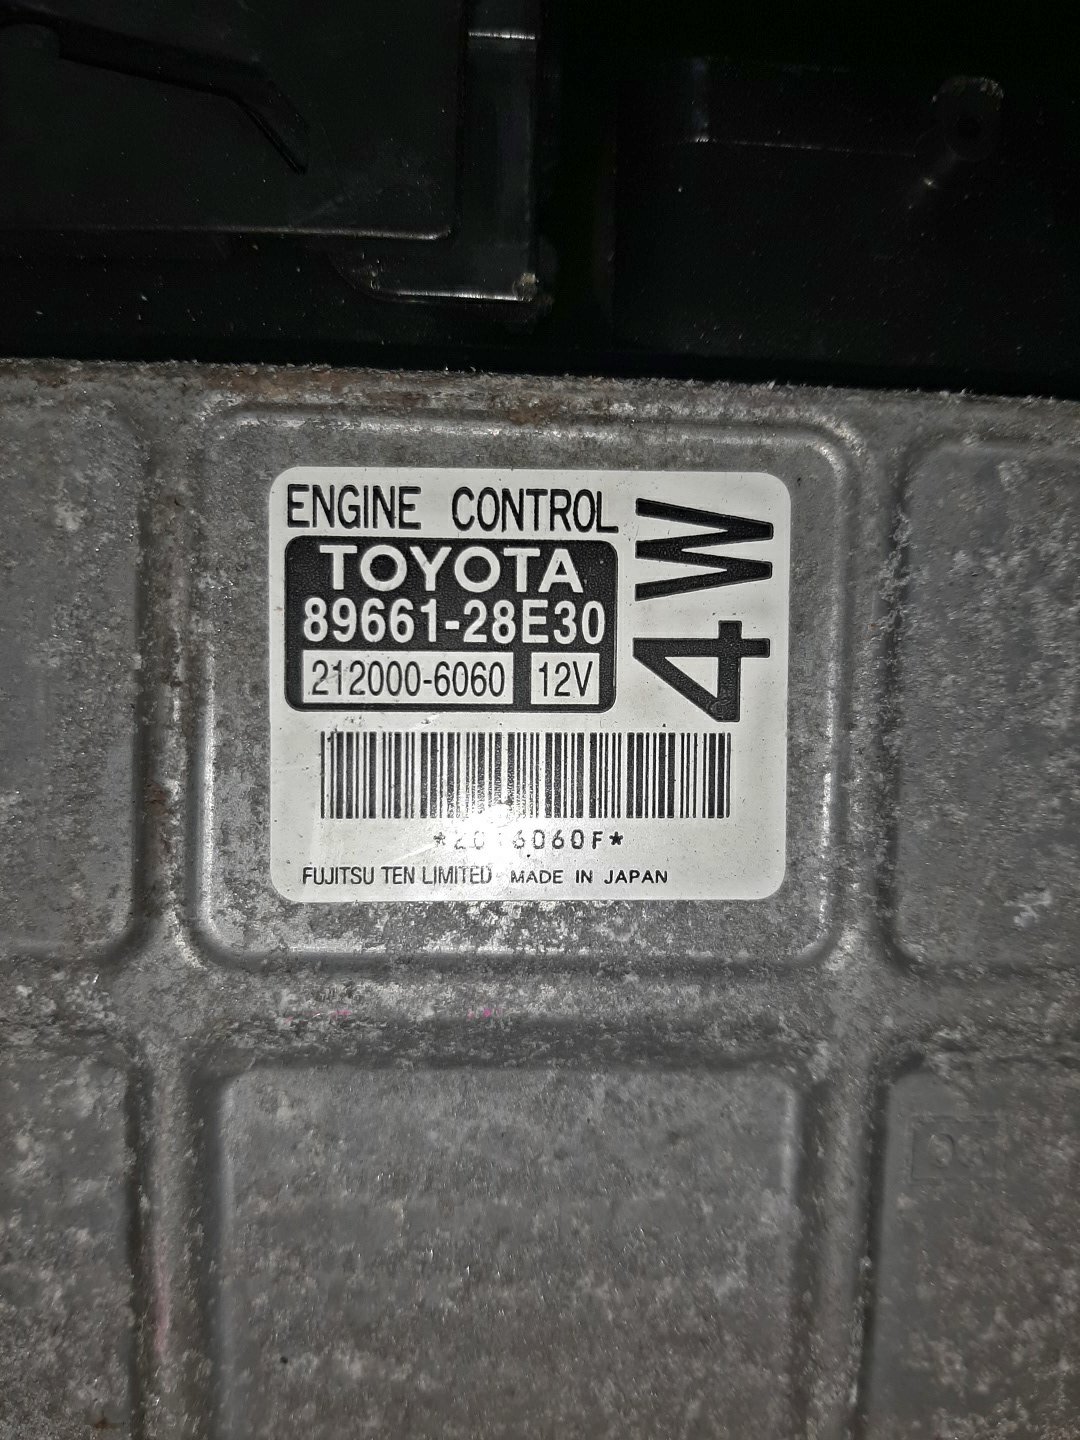 ENGINE CONTROL
TOYOTA
89661-28E30
212000-6060 12V
4W
FUJITSU TEN LIMITED MADE IN JAPAN